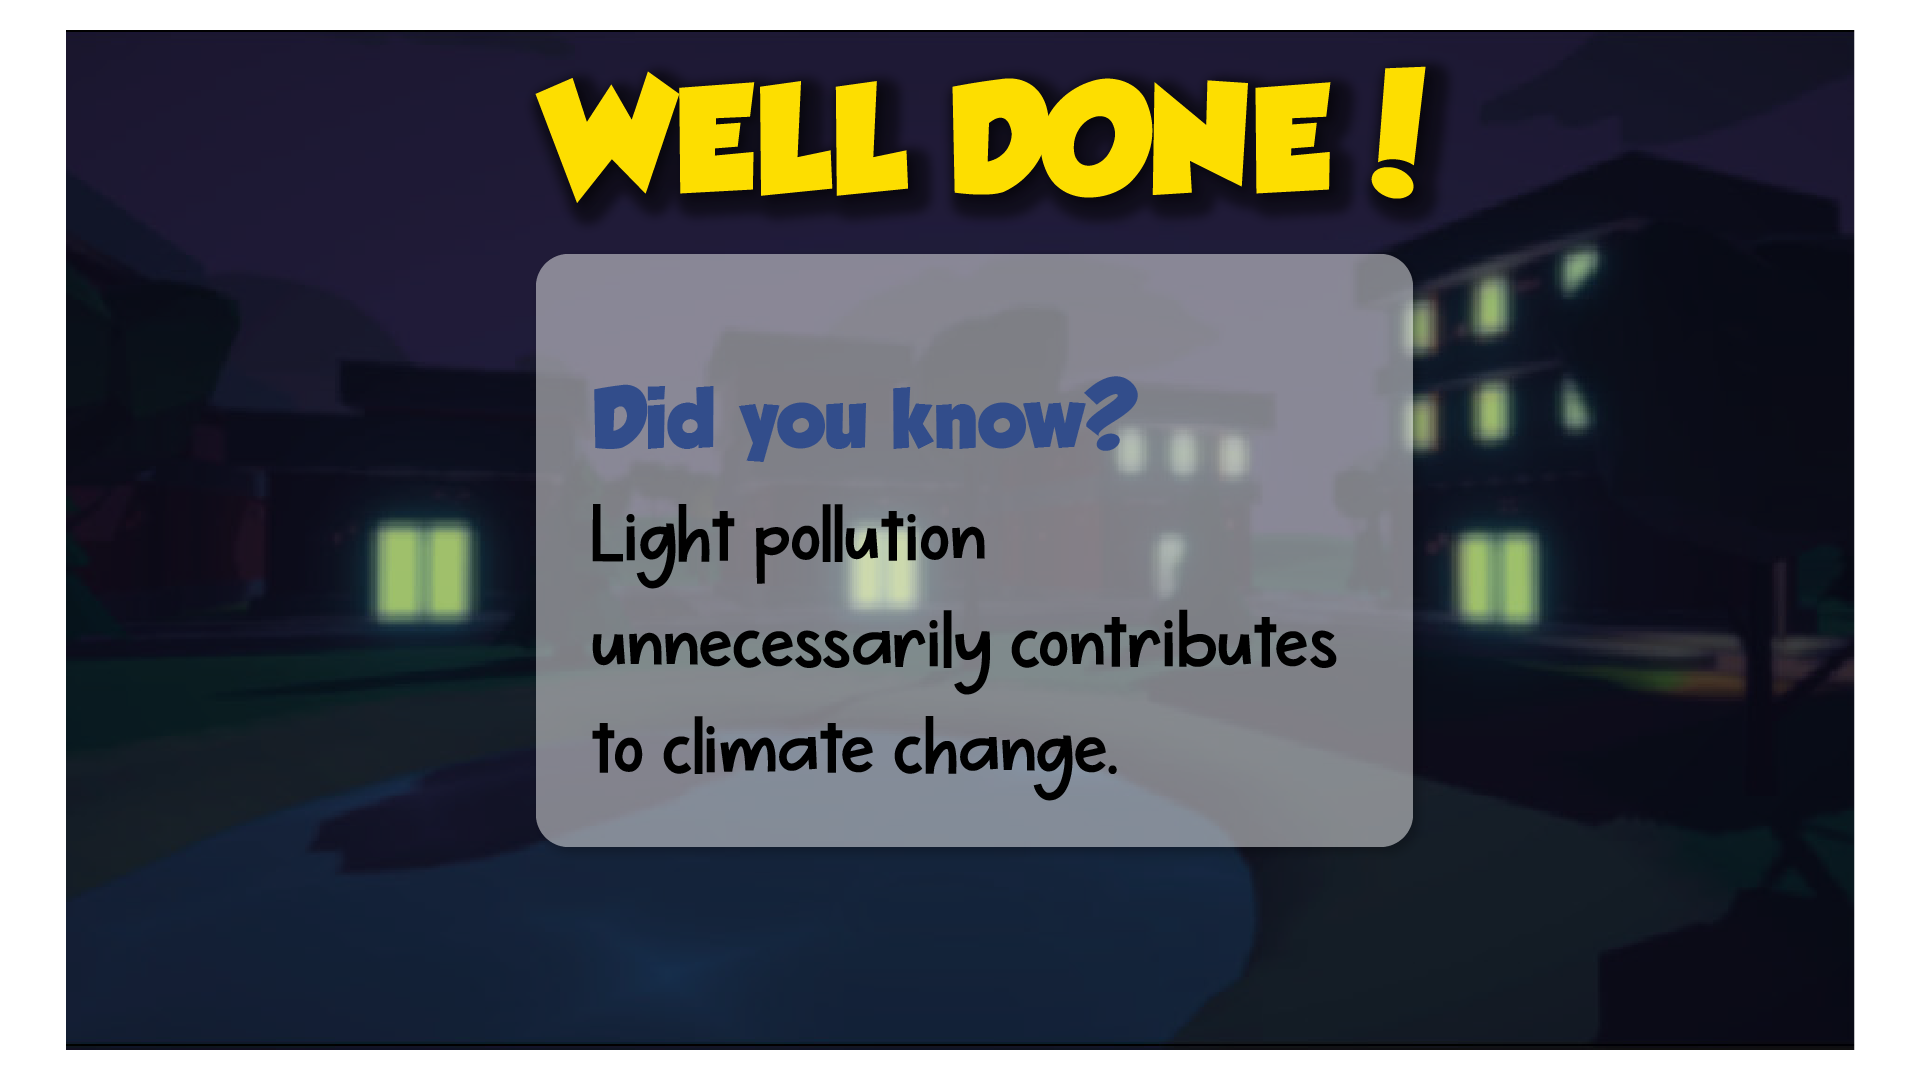 WELL DONE!
Did you know?
Light pollution
unnecessarily contributes
to climate change.